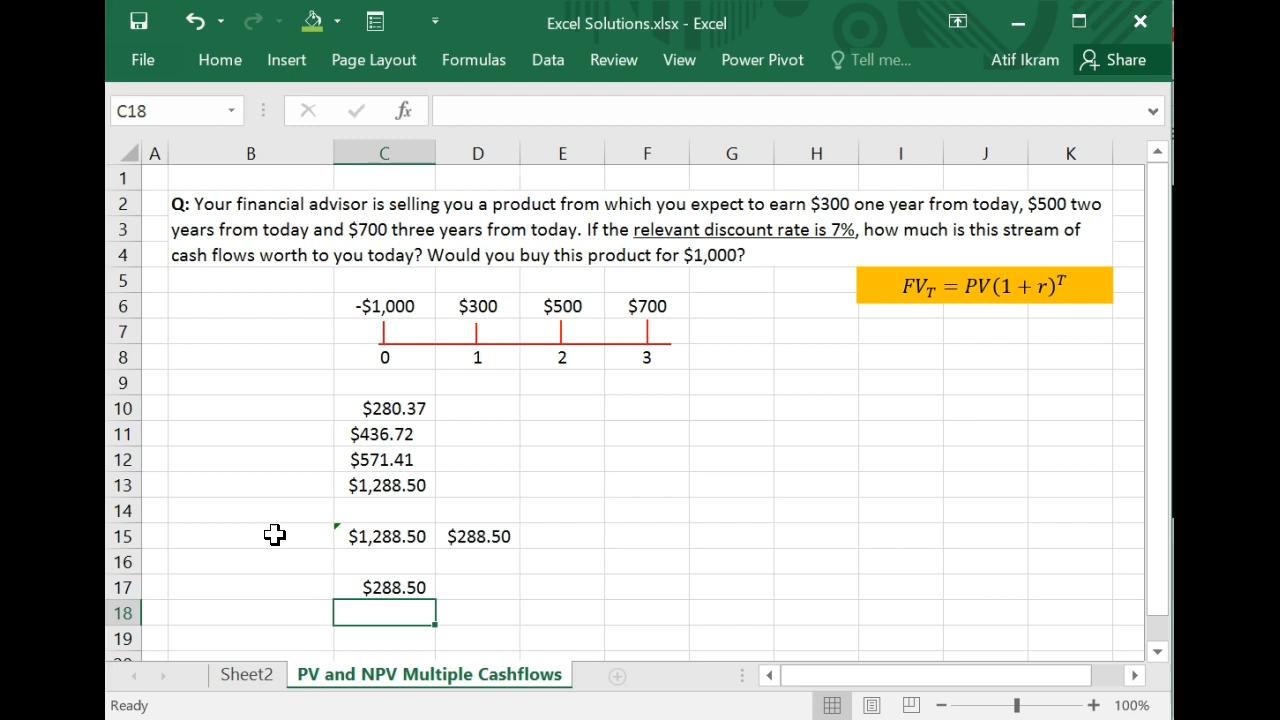 Excel Solutions.xlsx - Excel
File Home Insert Page Layout Formulas Data Review View Power Pivot Tell me... Atif Ikram Share
C18 fx
A B C D E F G H I J K
1
2 Q: Your financial advisor is selling you a product from which you expect to earn $300 one year from today, $500 two
3 years from today and $700 three years from today. If the relevant discount rate is 7%, how much is this stream of
4 cash flows worth to you today? Would you buy this product for $1,000?
5 FV_T = PV(1 + r)^T
6 -$1,000 $300 $500 $700
7
8 0 1 2 3
9
10 $280.37
11 $436.72
12 $571.41
13 $1,288.50
14
15 $1,288.50 $288.50
16
17 $288.50
18
19
Sheet2 PV and NPV Multiple Cashflows
Ready 100%